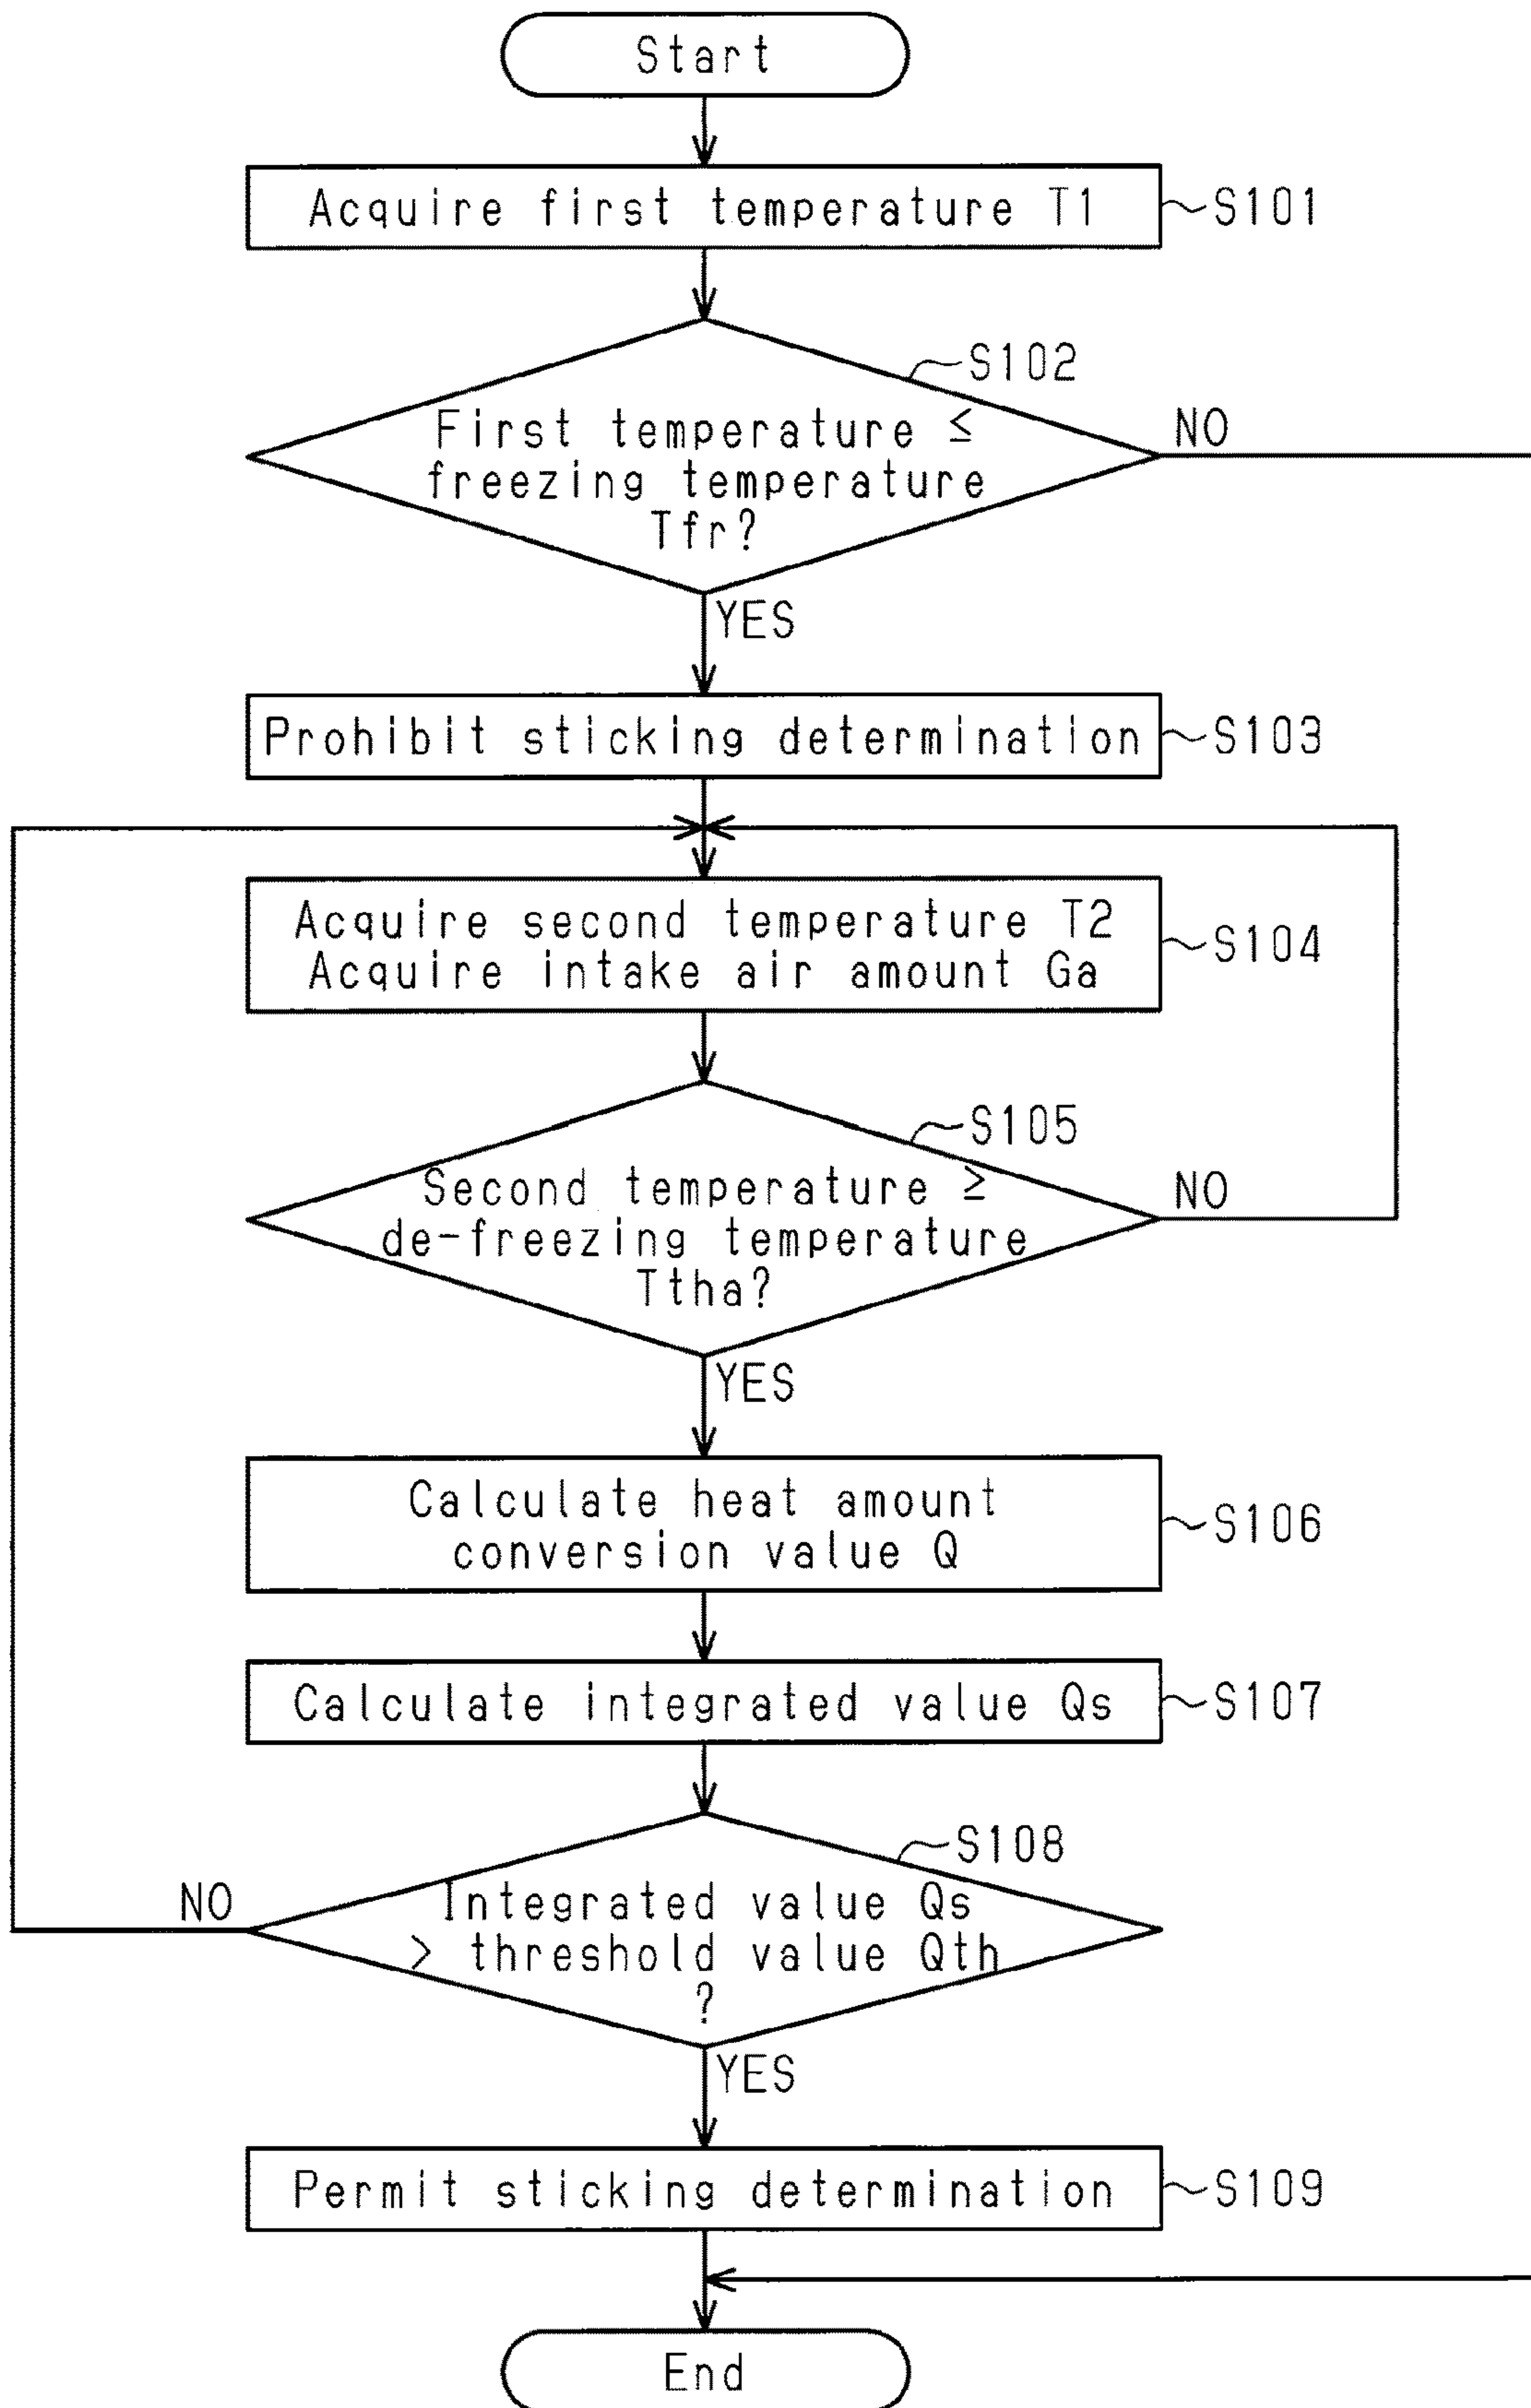 Start
Acquire first temperature T1
S101
S102
First temperature ≤
freezing temperature
Tfr?
NO
YES
Prohibit sticking determination
S103
Acquire second temperature T2
Acquire intake air amount Ga
S104
S105
Second temperature ≥
de-freezing temperature
Ttha?
NO
YES
Calculate heat amount
conversion value Q
S106
Calculate integrated value Qs
S107
S108
Integrated value Qs
> threshold value Qth
?
NO
YES
Permit sticking determination
S109
End